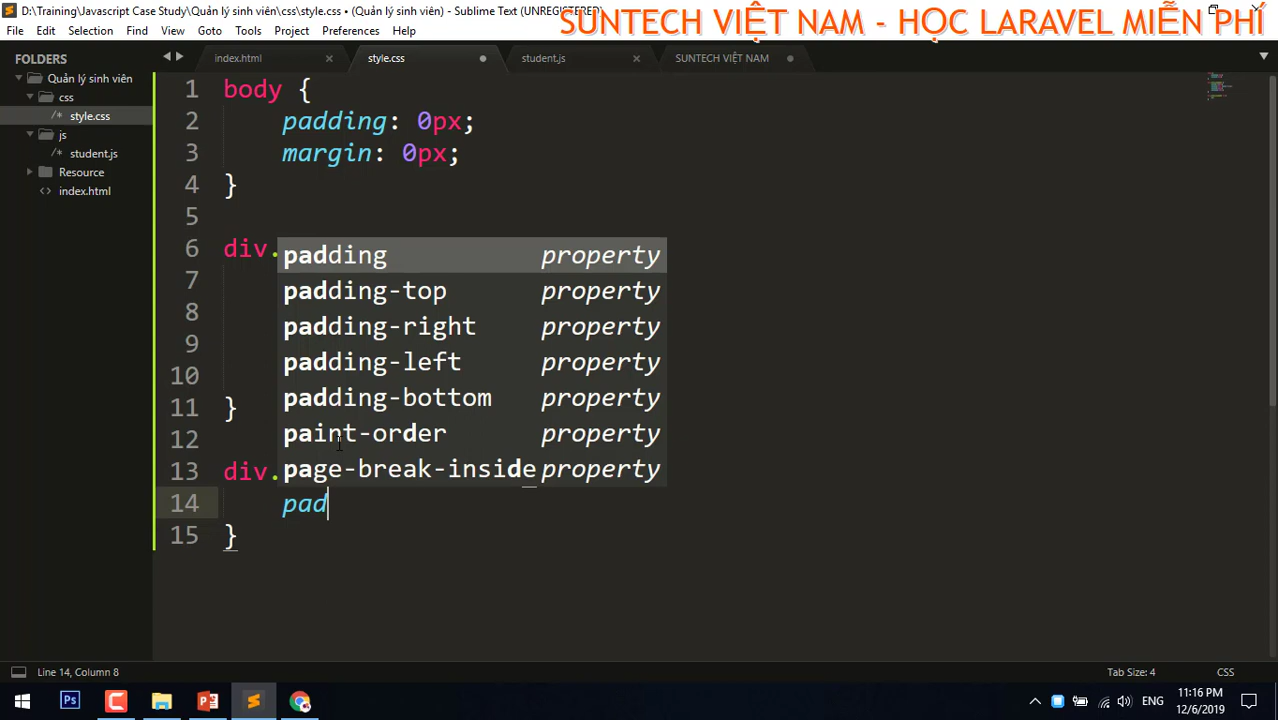 D:\Training\Javascript Case Study\Quản lý sinh viên\css\style.css • (Quản lý sinh viên) - Sublime Text (UNREGISTERED)
SUNTECH VIỆT NAM - HỌC LARAVEL MIỄN PHÍ
File Edit Selection Find View Goto Tools Project Preferences Help
FOLDERS
Quản lý sinh viên
css
/* style.css
js
/* student.js
Resource
<> index.html
index.html style.css student.js SUNTECH VIỆT NAM
1 body {
2 padding: 0px;
3 margin: 0px;
4 }
5
6 div.
7
8
9
10
11 }
12
13 div.
14 pad
15 }
padding property
padding-top property
padding-right property
padding-left property
padding-bottom property
paint-order property
page-break-inside property
Line 14, Column 8 Tab Size: 4 CSS
Ps ENG 11:16 PM
12/6/2019